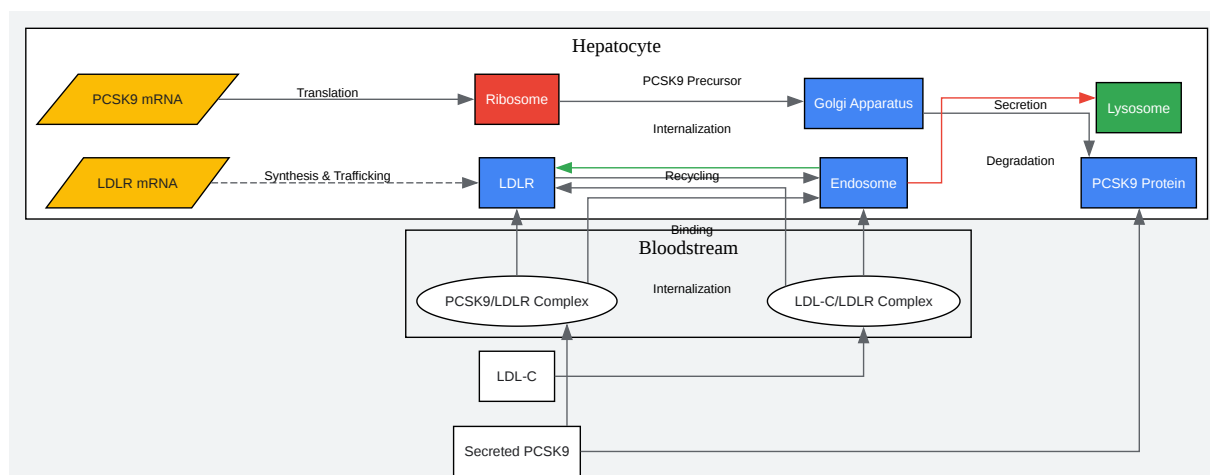 Hepatocyte
PCSK9 mRNA
Translation
Ribosome
PCSK9 Precursor
Golgi Apparatus
Secretion
Lysosome
Internalization
LDLR mRNA
Synthesis & Trafficking
LDLR
Recycling
Endosome
Degradation
PCSK9 Protein
Binding
Bloodstream
PCSK9/LDLR Complex
Internalization
LDL-C/LDLR Complex
LDL-C
Secreted PCSK9